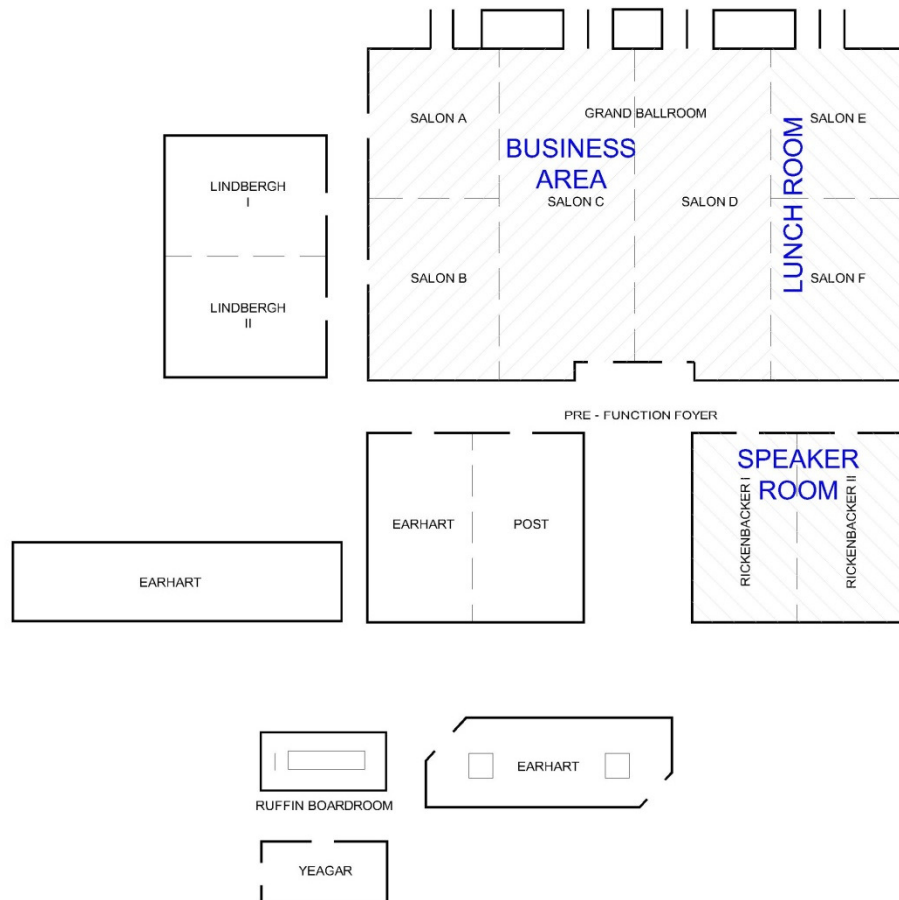 SALON A
GRAND BALLROOM
SALON E
BUSINESS
AREA
LUNCH ROOM
LINDBERGH
I
SALON C
SALON D
SALON B
SALON F
LINDBERGH
II
PRE - FUNCTION FOYER
SPEAKER
ROOM
EARHART
POST
RICKENBACKER I
RICKENBACKER II
EARHART
EARHART
RUFFIN BOARDROOM
YEAGAR